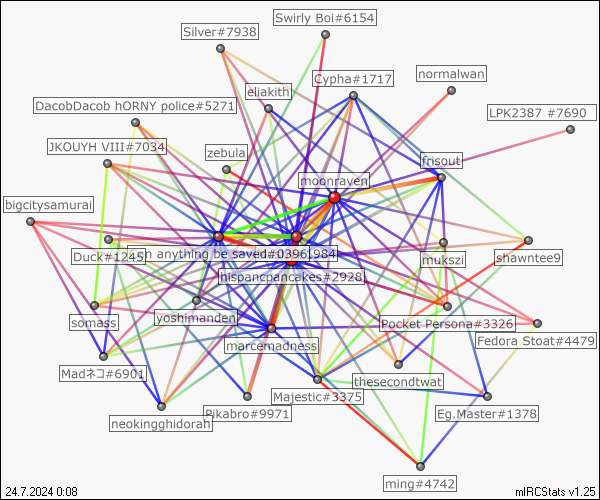 Swirly Boi#6154
Silver#7938
normalwan
Cypha#1717
eliakith
DacobDacob hORNY police#5271
LPK2387 #7690
JKOUYH VIII#7034
zebula
frisout
moonraven
bigcitysamurai
can anything be saved#0396
1984
Duck#1245
mukszi
shawntee9
hispancpancakes#2928
somass
yoshimanden
Pocket Persona#3326
Fedora Stoat#4479
marcemadness
Madネコ#6901
thesecondtwat
Majestic#3375
Pikabro#9971
Eg.Master#1378
neokingghidorah
ming#4742
24.7.2024 0:08
mIRCStats v1.25